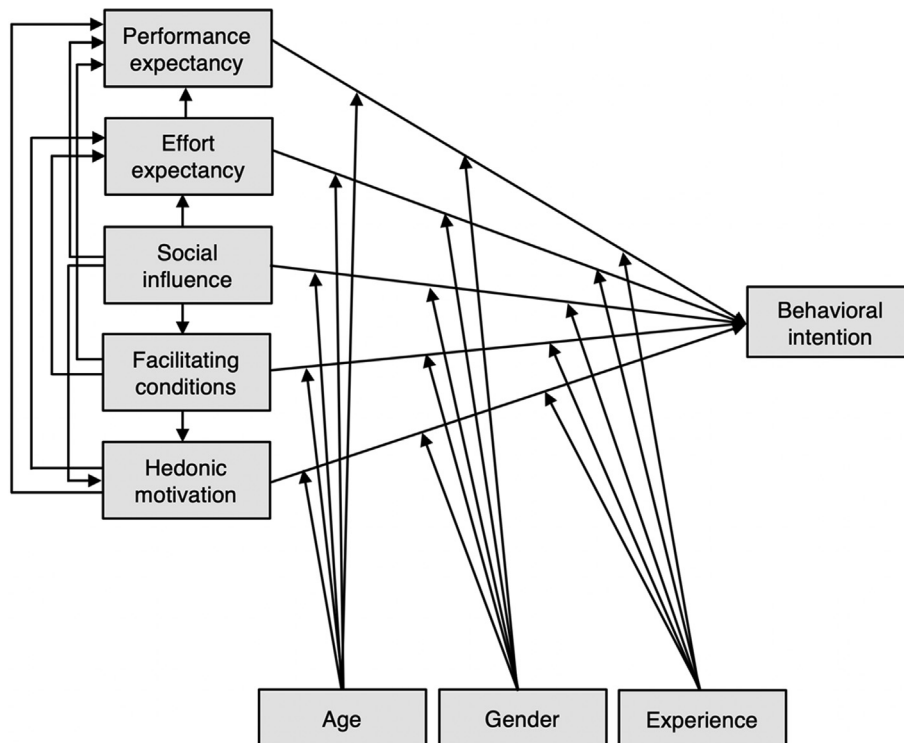 Performance
expectancy
Effort
expectancy
Social
influence
Facilitating
conditions
Hedonic
motivation
Behavioral
intention
Age
Gender
Experience